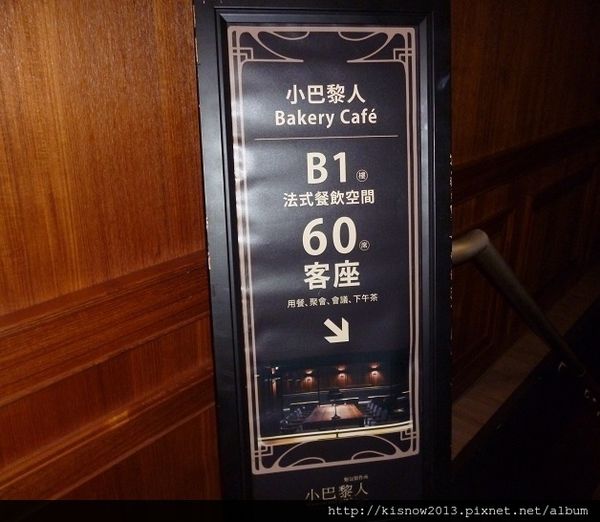 小巴黎人
Bakery Café
B1樓
法式餐飲空間
60席
客座
用餐、聚會、會議、下午茶
小巴黎人
http://kisnow2013.pixnet.net/album